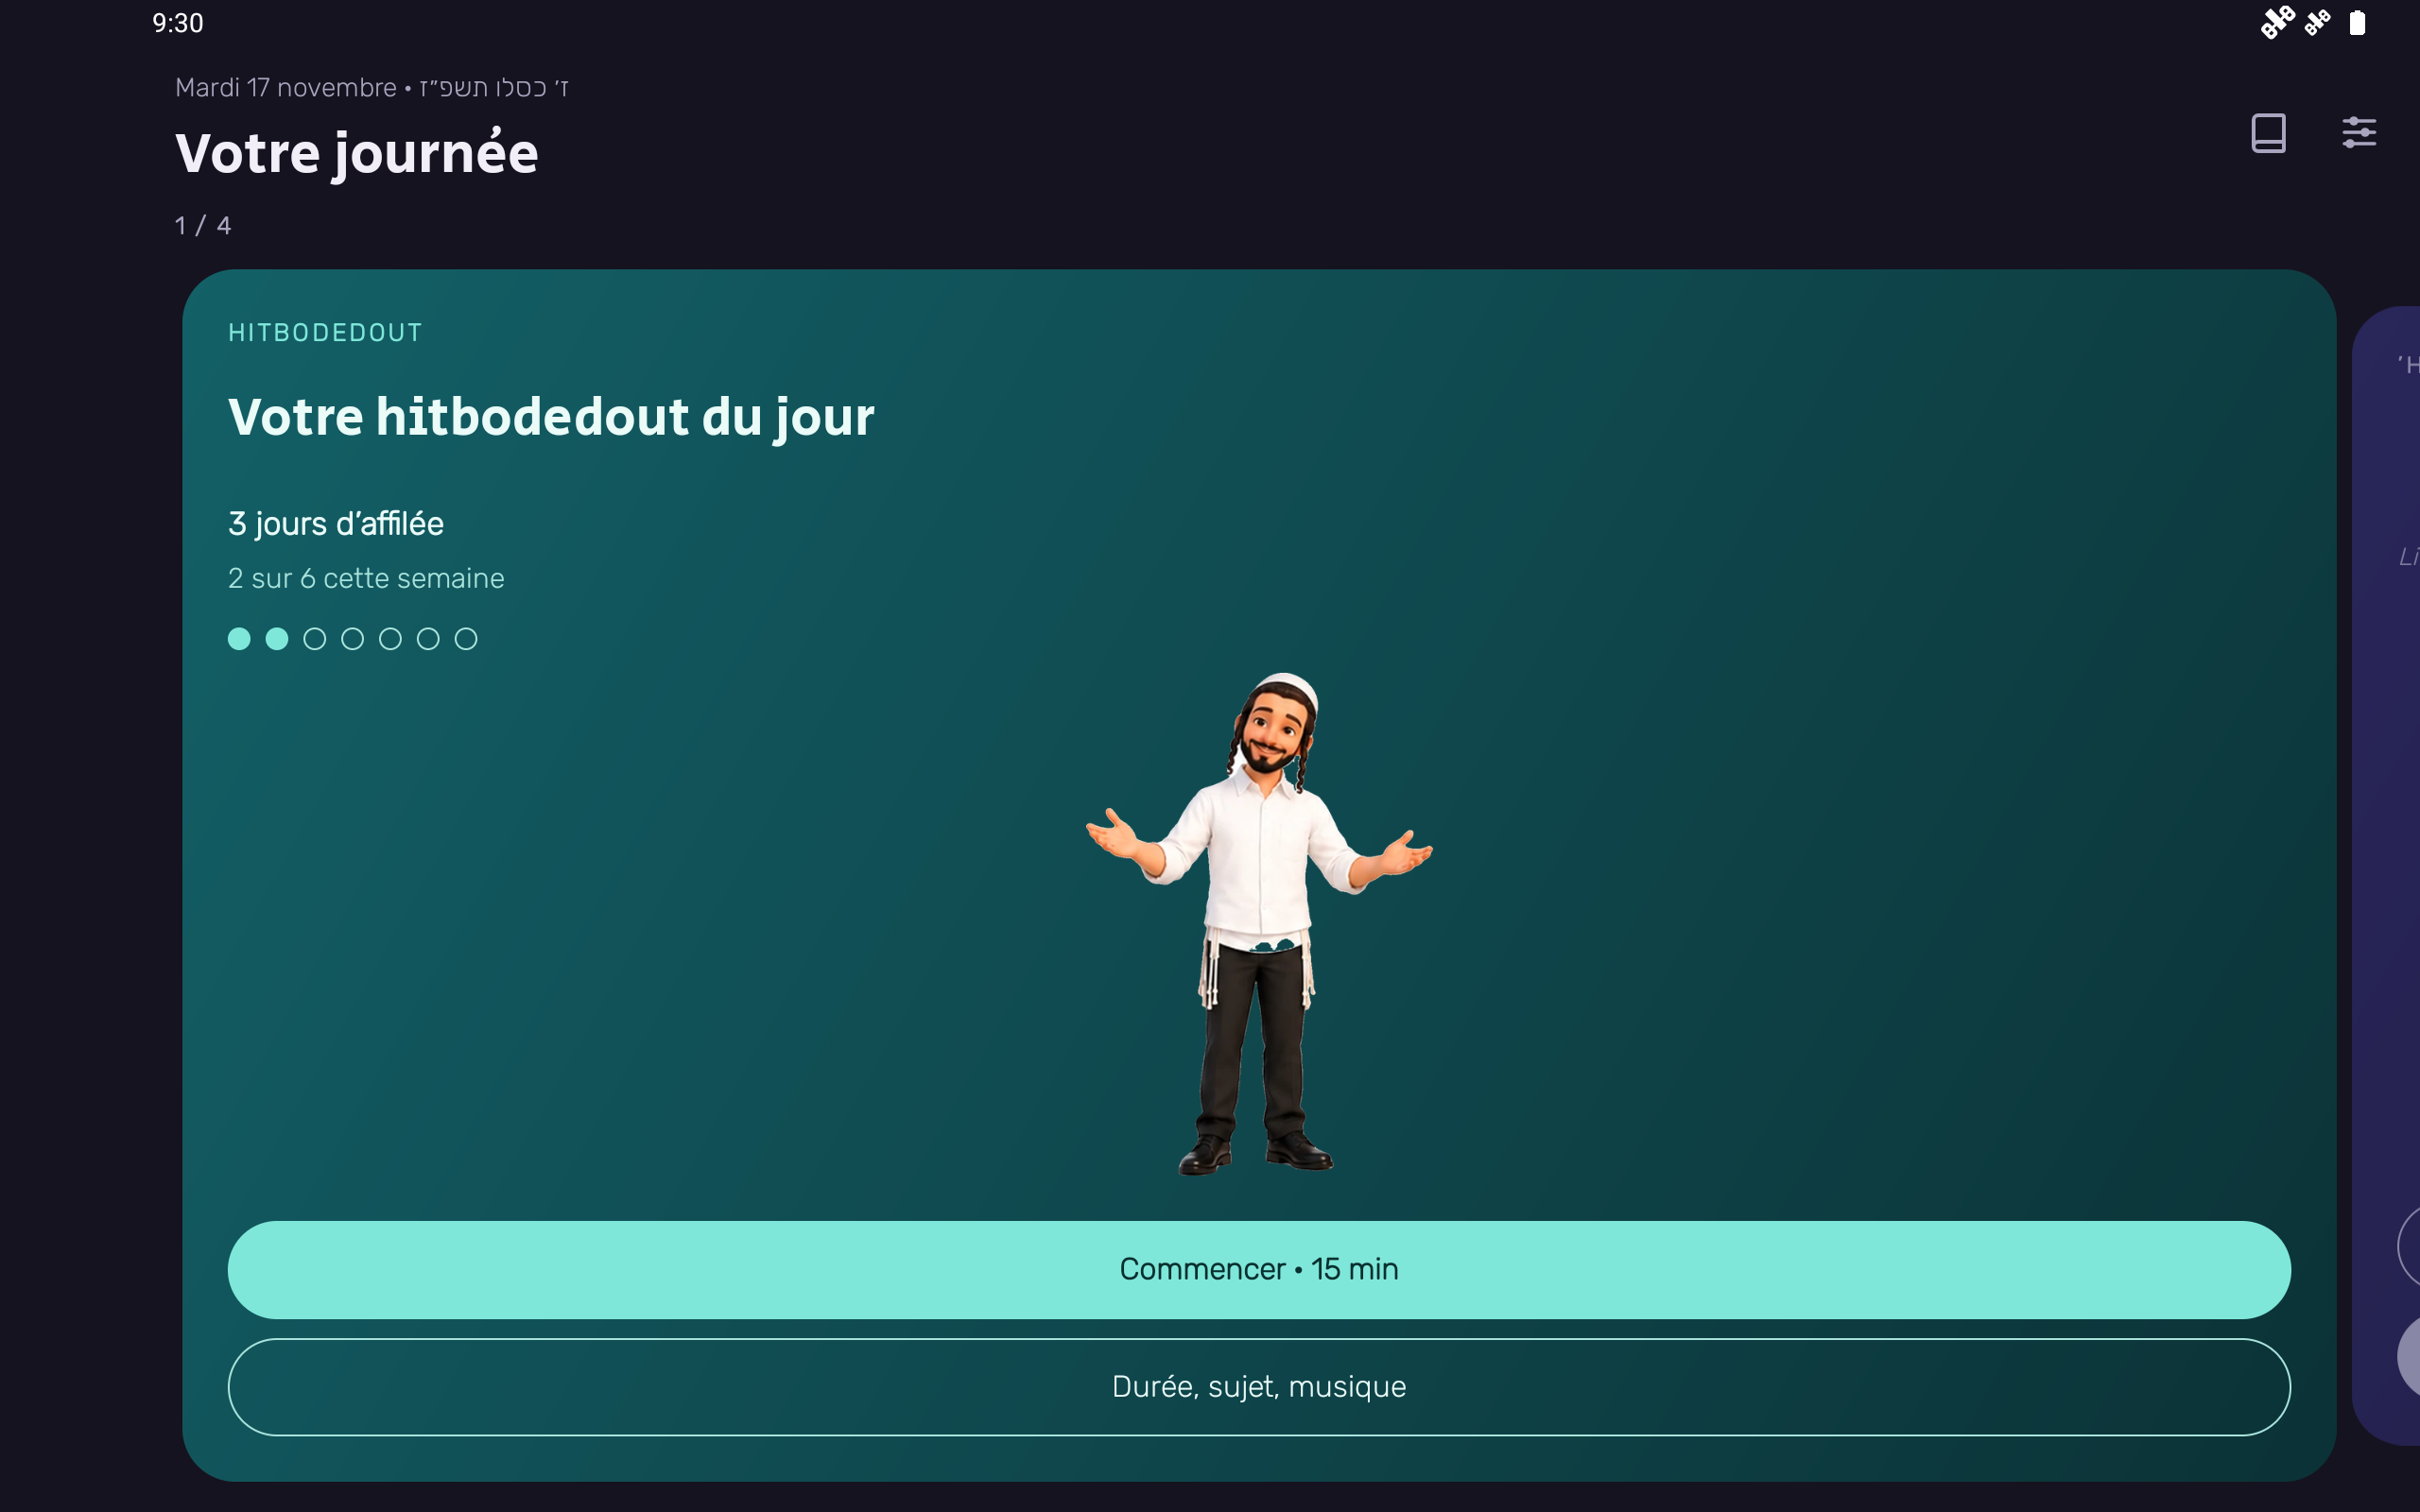 9:30
Mardi 17 novembre • ז׳ כסלו תשפ״ז
Votre journée
1 / 4
HITBODEDOUT
Votre hitbodedout du jour
3 jours d’affilée
2 sur 6 cette semaine
Commencer • 15 min
Durée, sujet, musique